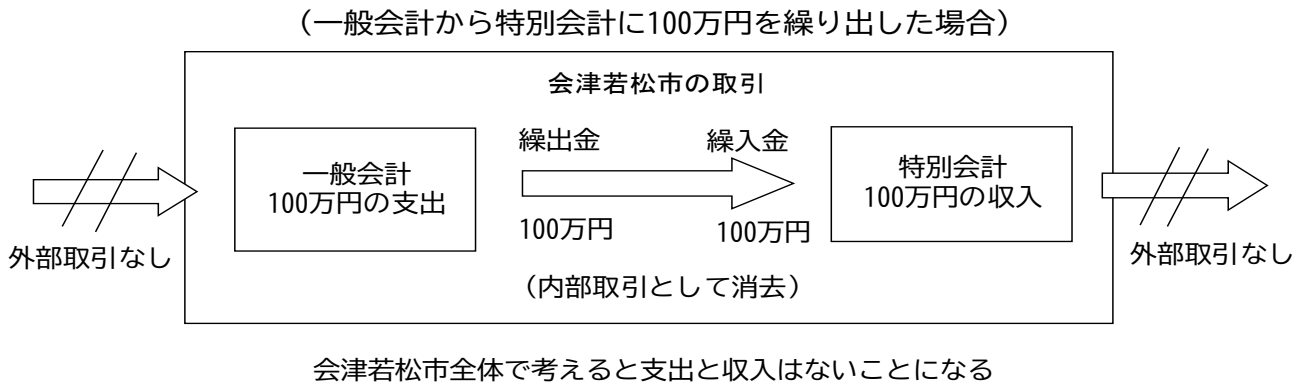 （一般会計から特別会計に100万円を繰り出した場合）
会津若松市の取引
繰出金
繰入金
一般会計
100万円の支出
特別会計
100万円の収入
100万円
100万円
外部取引なし
外部取引なし
（内部取引として消去）
会津若松市全体で考えると支出と収入はないことになる